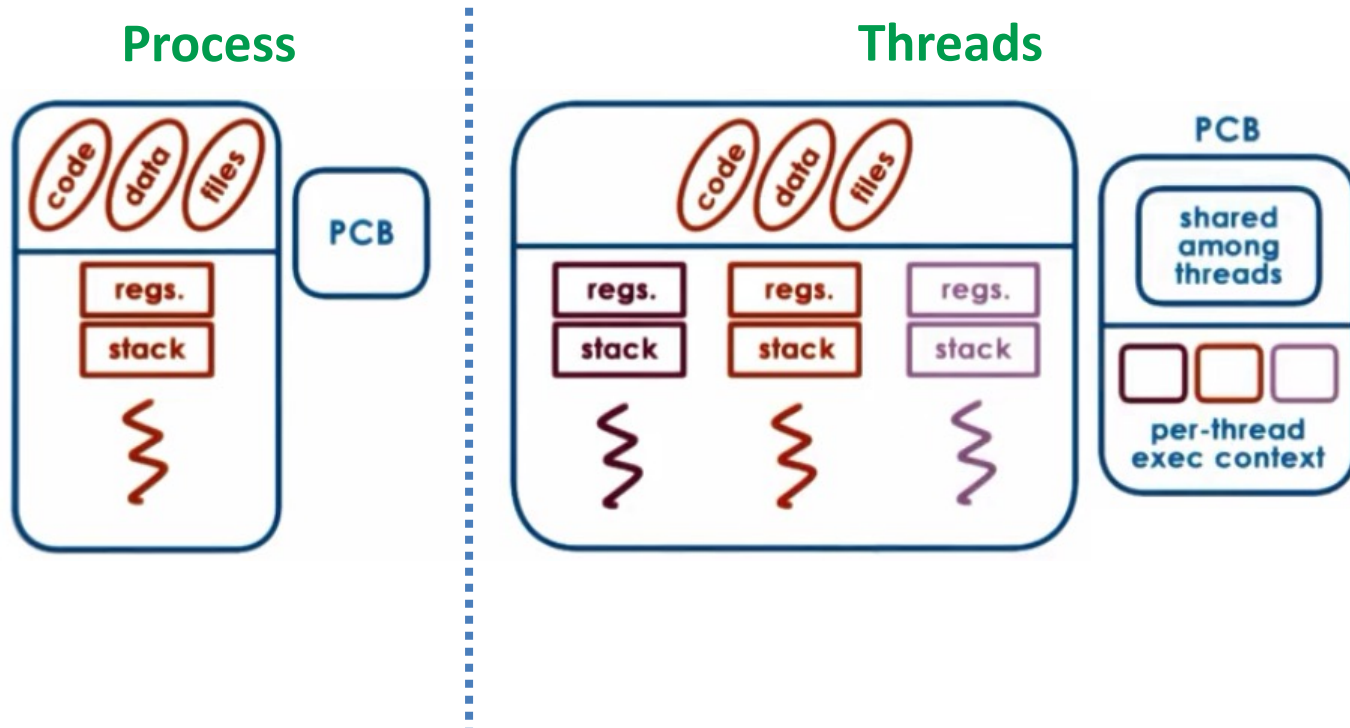 Process
code
data
files
PCB
regs.
stack
Threads
code
data
files
regs.
regs.
regs.
stack
stack
stack
PCB
shared
among
threads
per-thread
exec context